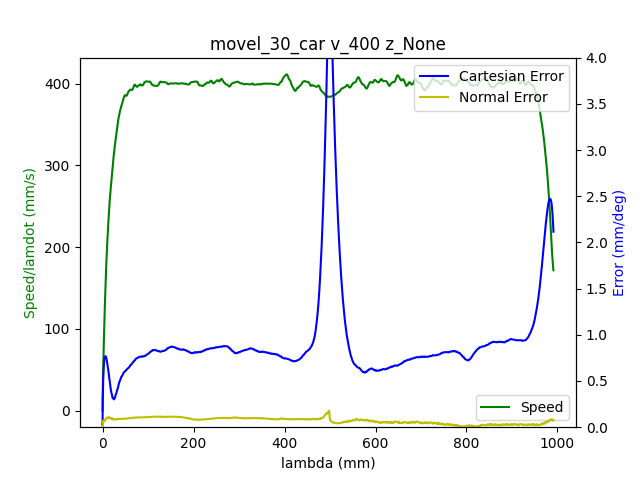 movel_30_car v_400 z_None
Cartesian Error
Normal Error
Speed
Speed/lamdot (mm/s)
400
300
200
100
0
4.0
3.5
3.0
2.5
2.0
1.5
1.0
0.5
0.0
Error (mm/deg)
0
200
400
600
800
1000
lambda (mm)